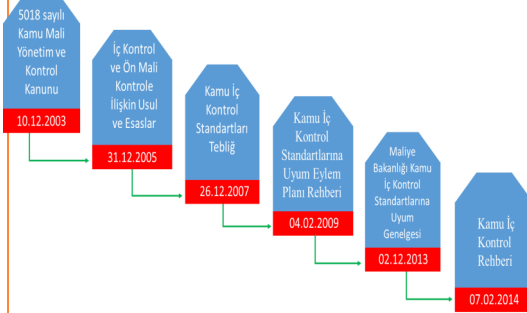 5018 sayılı
Kamu Mali
Yönetim ve
Kontrol
Kanunu
10.12.2003
İç Kontrol
ve Ön Mali
Kontrole
İlişkin Usul
ve Esaslar
31.12.2005
Kamu İç
Kontrol
Standartları
Tebliğ
26.12.2007
Kamu İç
Kontrol
Standartlarına
Uyum Eylem
Planı Rehberi
04.02.2009
Maliye
Bakanlığı Kamu
İç Kontrol
Standartlarına
Uyum
Genelgesi
02.12.2013
Kamu İç
Kontrol
Rehberi
07.02.2014